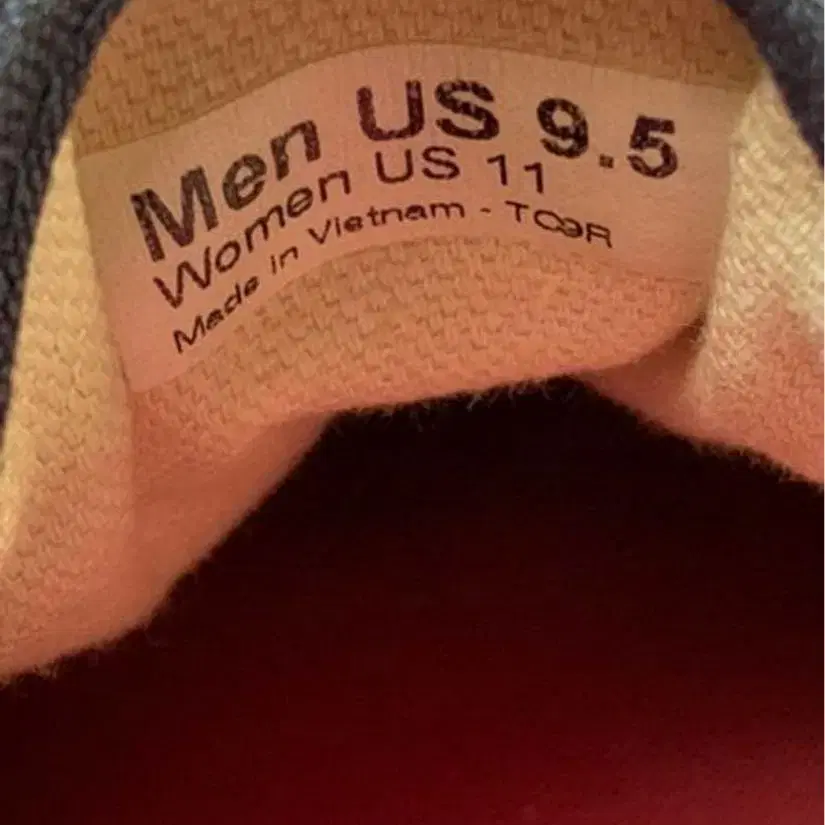 Men US 9.5
Women US 11
Made in Vietnam - TC9R